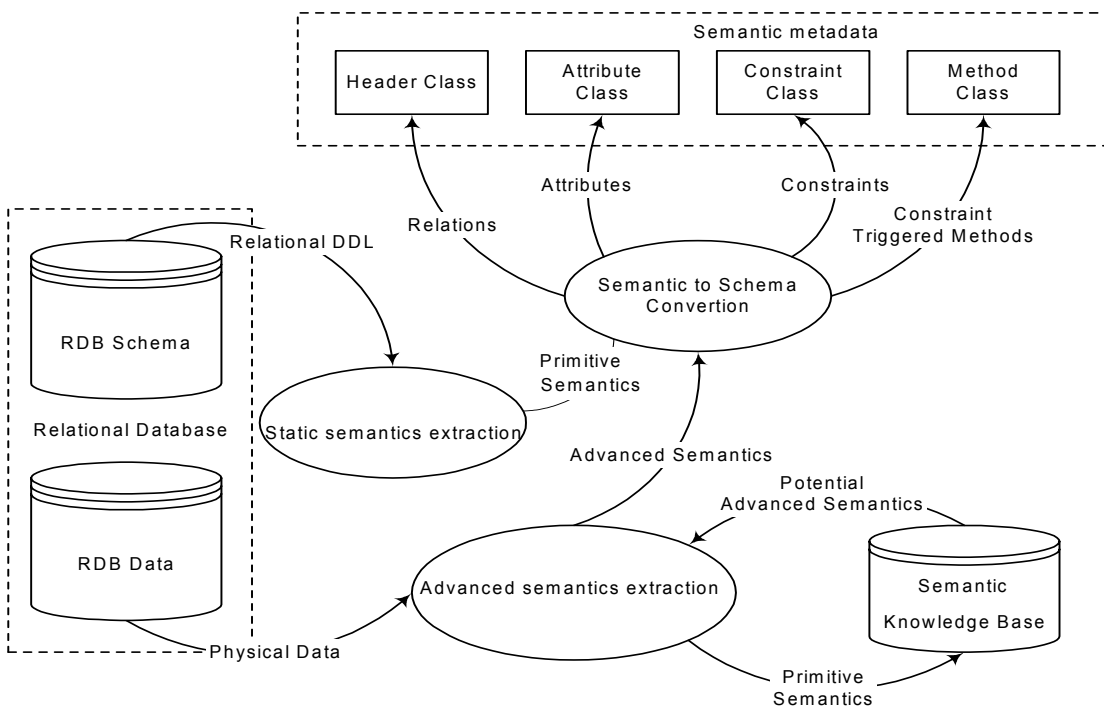 Semantic metadata
Header Class
Attribute
Class
Constraint
Class
Method
Class
Attributes
Constraints
Relations
Constraint
Triggered Methods
Relational DDL
Semantic to Schema
Convertion
RDB Schema
Primitive
Semantics
Relational Database
Static semantics extraction
Advanced Semantics
Potential
Advanced Semantics
RDB Data
Advanced semantics extraction
Semantic
Knowledge Base
Physical Data
Primitive
Semantics